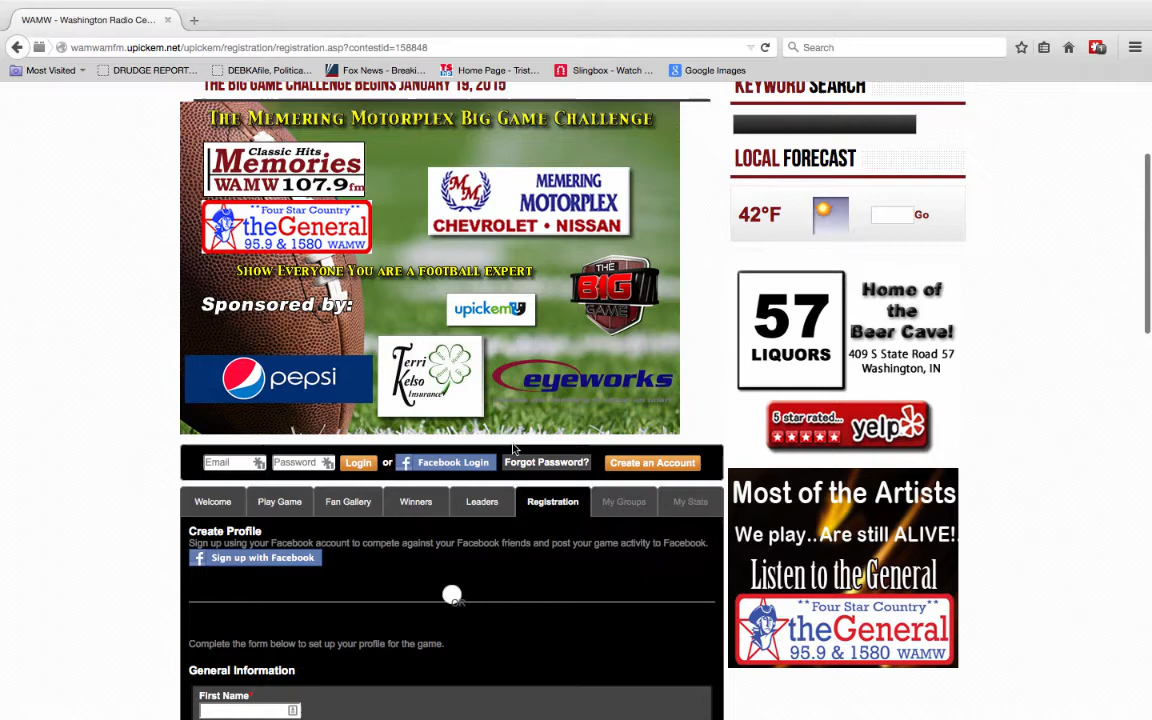 WAMW - Washington Radio Ce...
wamwamfm.upickem.net/upickem/registration/registration.asp?contestid=158848
Search
Most Visited
DRUDGE REPORT...
DEBKAfile, Politica...
Fox News - Breaki...
Home Page - Trist...
Slingbox - Watch ...
Google Images
THE BIG GAME CHALLENGE BEGINS JANUARY 19, 2015
The Memering Motorplex Big Game Challenge
Classic Hits
Memories
WAMW 107.9 fm
MM
MEMERING
MOTORPLEX
CHEVROLET • NISSAN
**Four Star Country**
theGeneral
95.9 & 1580 WAMW
Show Everyone You are a football expert
Sponsored by:
upickem
THE
BIG
GAME
pepsi
Terri
Kelso
Insurance
eyeworks
KEYWORD SEARCH
LOCAL FORECAST
42°F
Go
57
LIQUORS
Home of
the
Beer Cave!
409 S State Road 57
Washington, IN
5 star rated...
yelp
Email
Password
Login
or
Facebook Login
Forgot Password?
Create an Account
Welcome
Play Game
Fan Gallery
Winners
Leaders
Registration
My Groups
My Stats
Create Profile
Sign up using your Facebook account to compete against your Facebook friends and post your game activity to Facebook.
Sign up with Facebook
OR
Complete the form below to set up your profile for the game.
General Information
First Name*
Most of the Artists
We play..Are still ALIVE!.
Listen to the General
**Four Star Country**
theGeneral
95.9 & 1580 WAMW